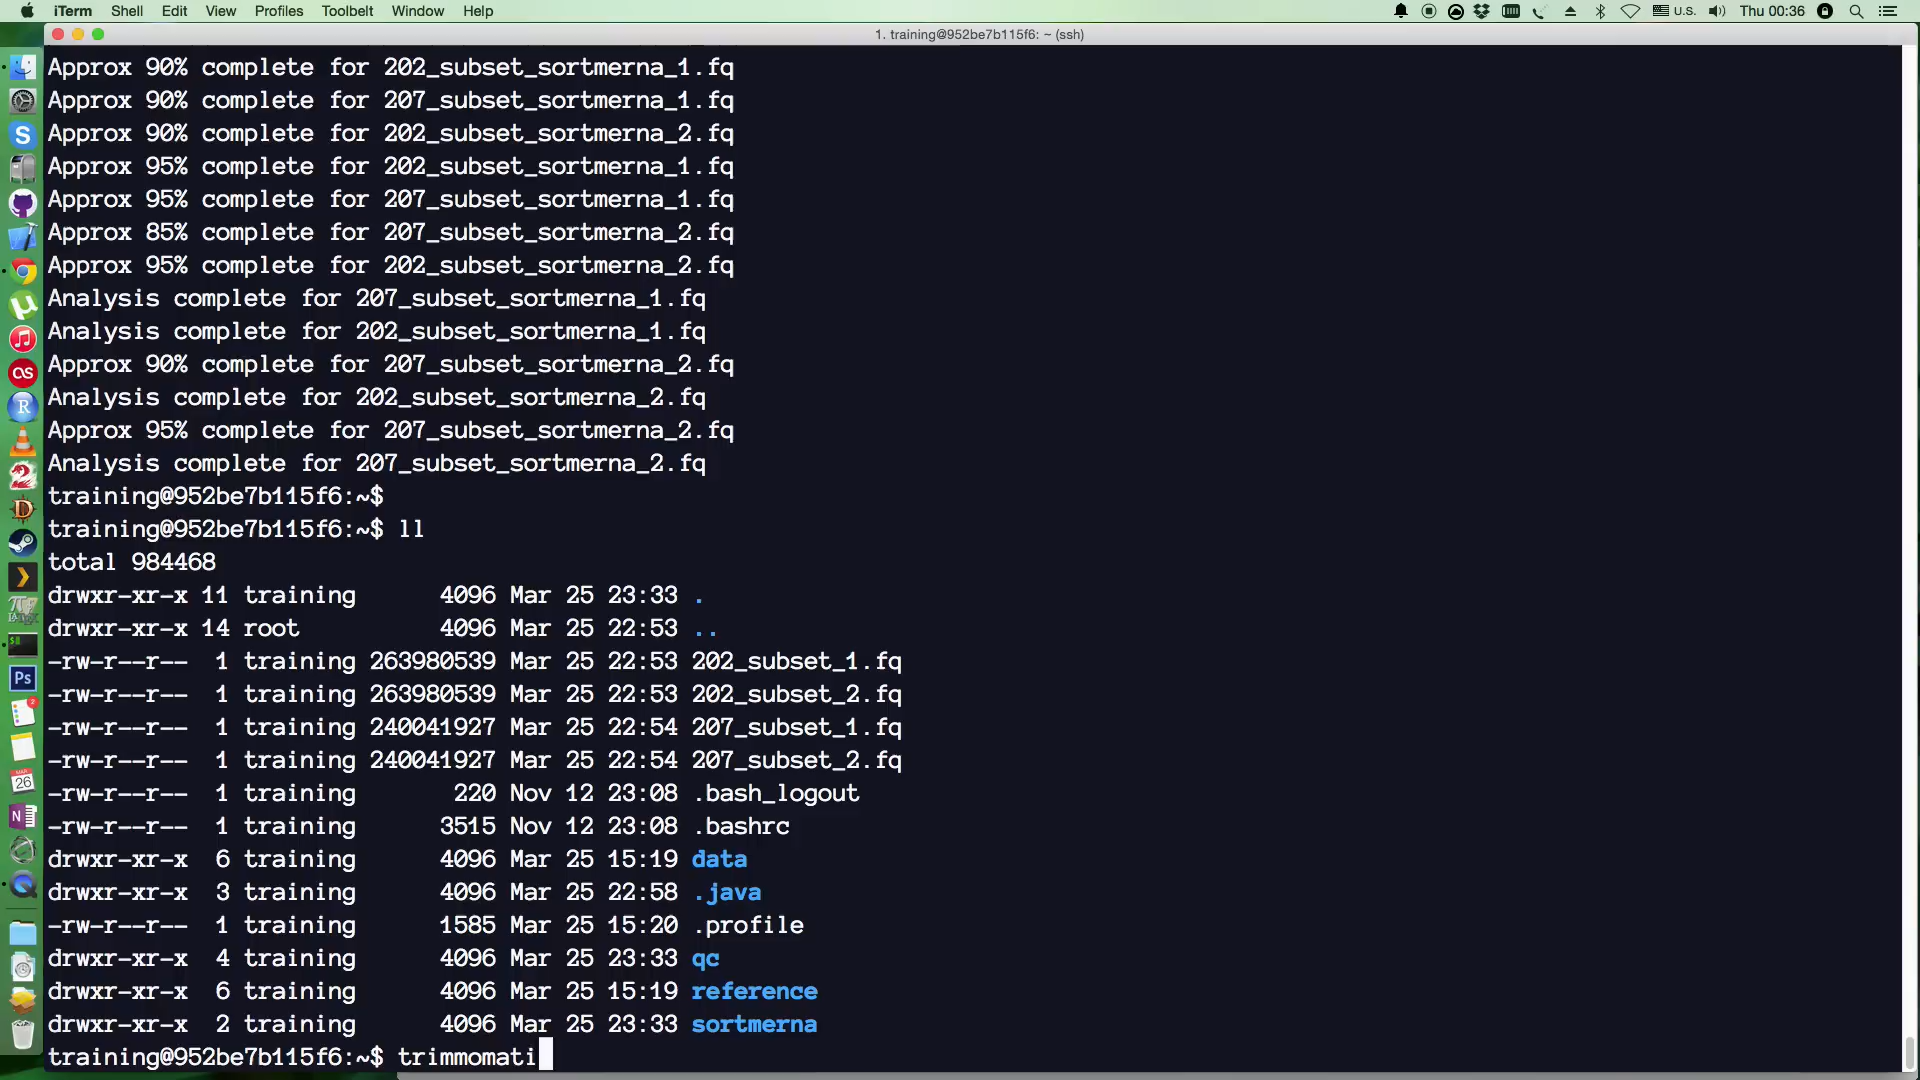 iTerm Shell Edit View Profiles Toolbelt Window Help U.S. Thu 00:36
1. training@952be7b115f6: ~ (ssh)
Approx 90% complete for 202_subset_sortmerna_1.fq
Approx 90% complete for 207_subset_sortmerna_1.fq
Approx 90% complete for 202_subset_sortmerna_2.fq
Approx 95% complete for 202_subset_sortmerna_1.fq
Approx 95% complete for 207_subset_sortmerna_1.fq
Approx 85% complete for 207_subset_sortmerna_2.fq
Approx 95% complete for 202_subset_sortmerna_2.fq
Analysis complete for 207_subset_sortmerna_1.fq
Analysis complete for 202_subset_sortmerna_1.fq
Approx 90% complete for 207_subset_sortmerna_2.fq
Analysis complete for 202_subset_sortmerna_2.fq
Approx 95% complete for 207_subset_sortmerna_2.fq
Analysis complete for 207_subset_sortmerna_2.fq
training@952be7b115f6:~$
training@952be7b115f6:~$ ll
total 984468
drwxr-xr-x 11 training 4096 Mar 25 23:33 .
drwxr-xr-x 14 root 4096 Mar 25 22:53 ..
-rw-r--r-- 1 training 263980539 Mar 25 22:53 202_subset_1.fq
-rw-r--r-- 1 training 263980539 Mar 25 22:53 202_subset_2.fq
-rw-r--r-- 1 training 240041927 Mar 25 22:54 207_subset_1.fq
-rw-r--r-- 1 training 240041927 Mar 25 22:54 207_subset_2.fq
-rw-r--r-- 1 training 220 Nov 12 23:08 .bash_logout
-rw-r--r-- 1 training 3515 Nov 12 23:08 .bashrc
drwxr-xr-x 6 training 4096 Mar 25 15:19 data
drwxr-xr-x 3 training 4096 Mar 25 22:58 .java
-rw-r--r-- 1 training 1585 Mar 25 15:20 .profile
drwxr-xr-x 4 training 4096 Mar 25 23:33 qc
drwxr-xr-x 6 training 4096 Mar 25 15:19 reference
drwxr-xr-x 2 training 4096 Mar 25 23:33 sortmerna
training@952be7b115f6:~$ trimmomati